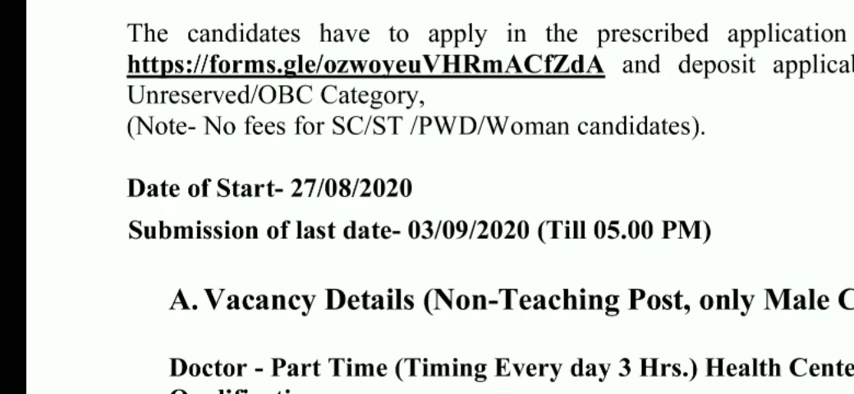 The candidates have to apply in the prescribed application
https://forms.gle/ozwoyeuVHRmACfZdA and deposit
Unreserved/OBC Category,
(Note- No fees for SC/ST /PWD/Woman candidates).
Date of Start- 27/08/2020
Submission of last date- 03/09/2020 (Till 05.00 PM)
A. Vacancy Details (Non-Teaching Post, only Male
Doctor - Part Time (Timing Every day 3 Hrs.) Health